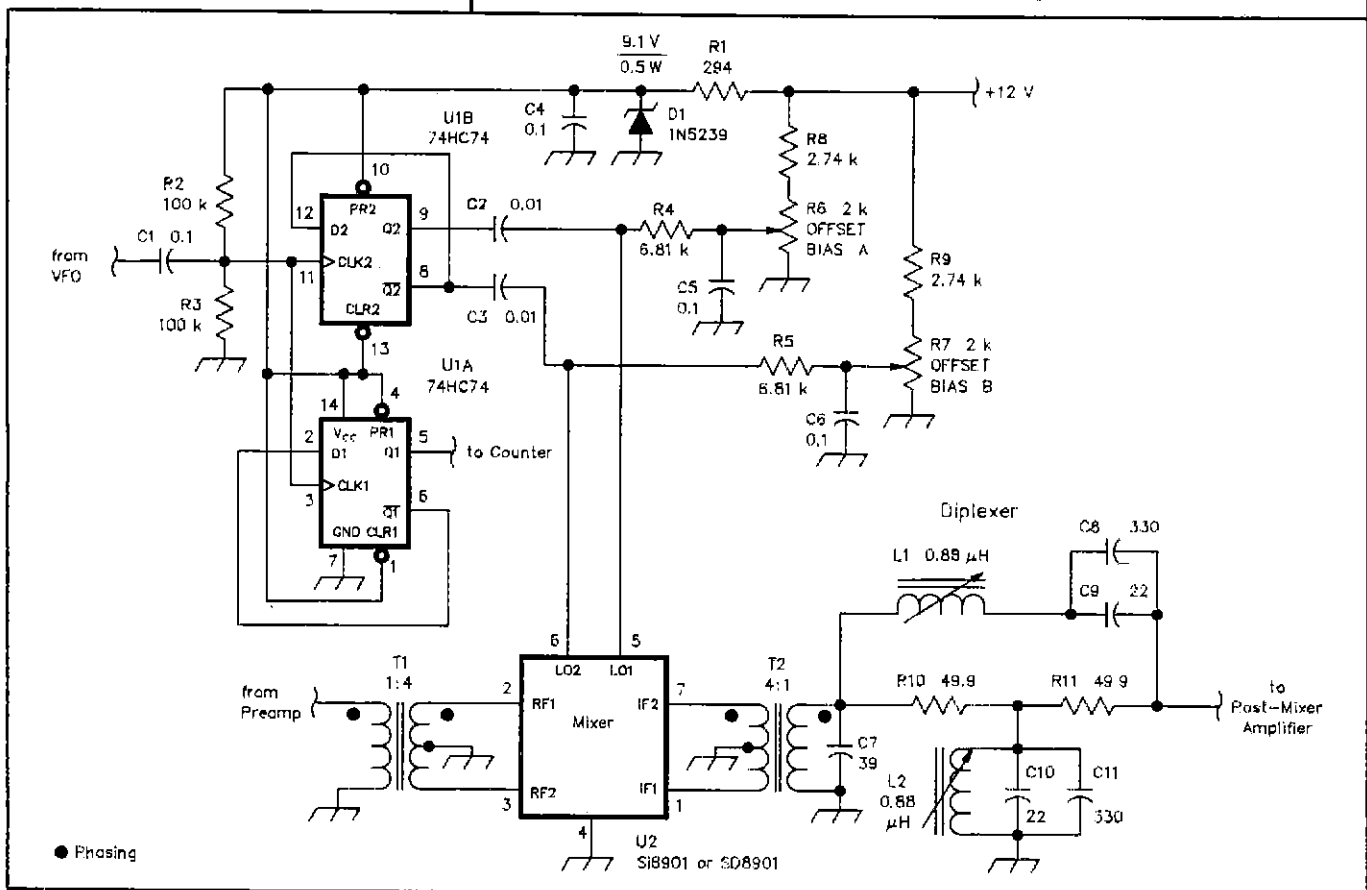 9.1 V
0.5 W
R1
294
+12 V
U1B
74HC74
C4
0.1
D1
1N5239
R8
2.74 k
R2
100 k
10
PR2
12
D2
Q2
9
C2 0.01
R4
6.81 k
R6 2 k
OFFSET
BIAS A
C1 0.1
from
VFO
11
CLK2
Q2
8
CLR2
C3 0.01
C5
0.1
R9
2.74 k
R3
100 k
13
U1A
74HC74
R5
6.81 k
R7 2 k
OFFSET
BIAS B
4
14
Vcc PR1
2
D1
Q1
5
to Counter
C6
0.1
3
CLK1
Q1
6
GND CLR1
7
1
Diplexer
C8 330
L1 0.88 µH
C9 22
6
5
LO2
LO1
T1
1:4
from
Preamp
2
RF1
Mixer
IF2
7
T2
4:1
R10 49.9
R11 49.9
to
Post-Mixer
Amplifier
C7
39
RF2
3
IF1
1
L2
0.88
µH
C10
22
C11
330
4
U2
Si8901 or SD8901
Phasing